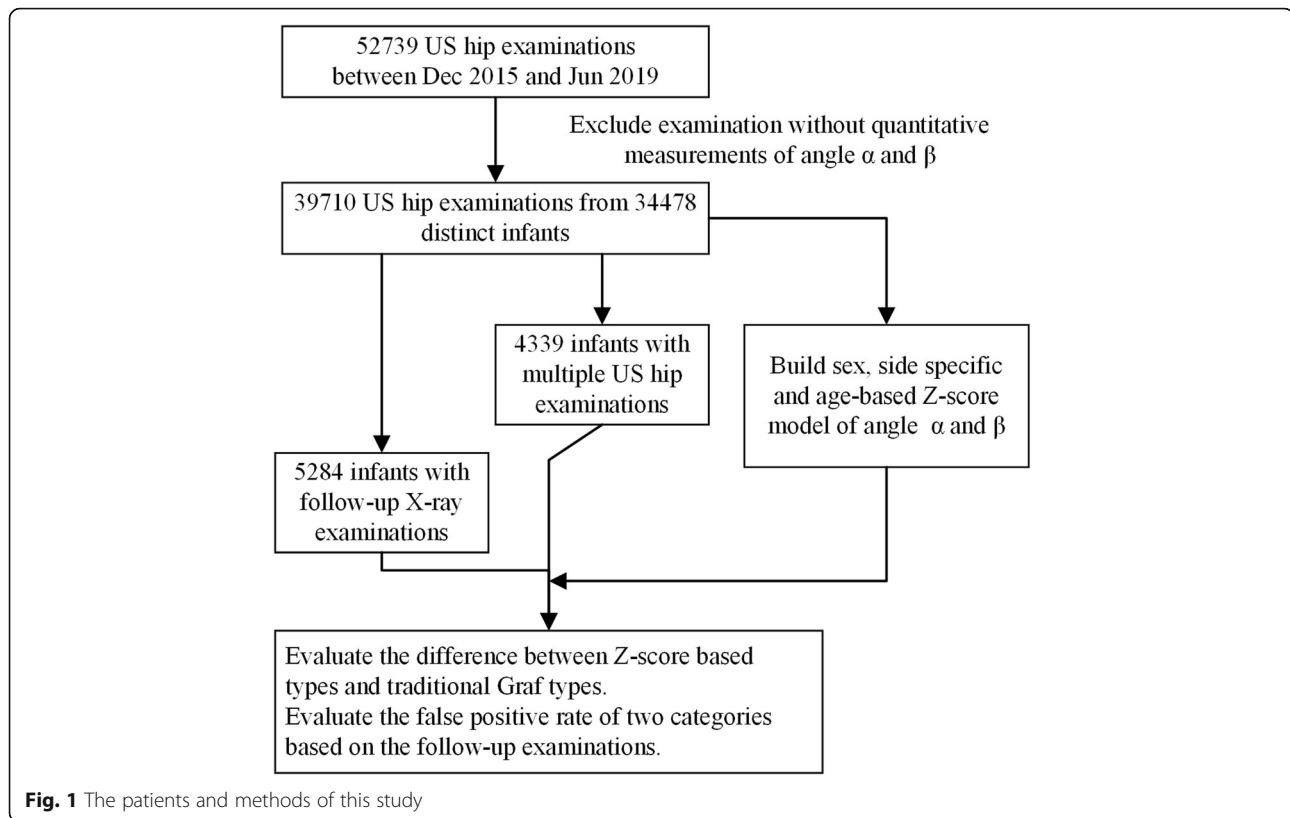 52739 US hip examinations
between Dec 2015 and Jun 2019
Exclude examination without quantitative
measurements of angle α and β
39710 US hip examinations from 34478
distinct infants
4339 infants with
multiple US hip
examinations
Build sex, side specific
and age-based Z-score
model of angle α and β
5284 infants with
follow-up X-ray
examinations
Evaluate the difference between Z-score based
types and traditional Graf types.
Evaluate the false positive rate of two categories
based on the follow-up examinations.
Fig. 1 The patients and methods of this study